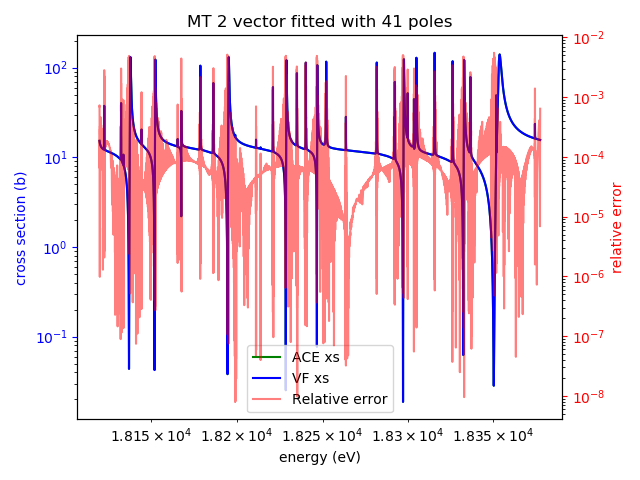 MT 2 vector fitted with 41 poles
10²
10¹
10⁰
10⁻¹
cross section (b)
10⁻²
10⁻³
10⁻⁴
10⁻⁵
10⁻⁶
10⁻⁷
10⁻⁸
relative error
ACE xs
VF xs
Relative error
1.815 × 10⁴ 1.82 × 10⁴ 1.825 × 10⁴ 1.83 × 10⁴ 1.835 × 10⁴
energy (eV)